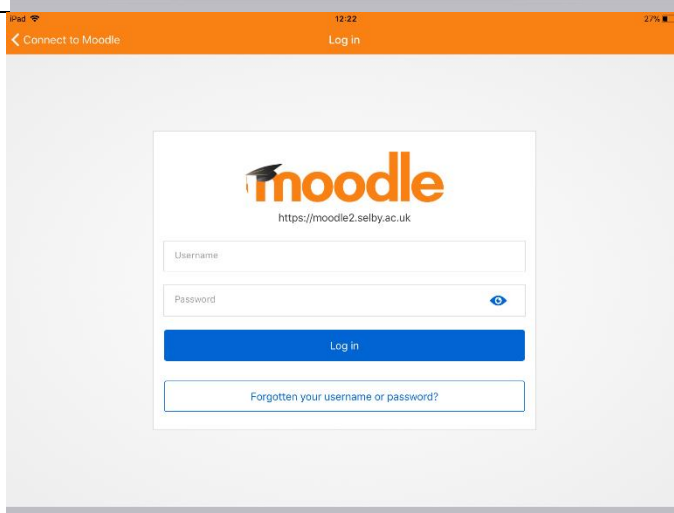 iPad 12:22 27%
Connect to Moodle Log in
moodle
https://moodle2.selby.ac.uk
Username
Password
Log in
Forgotten your username or password?